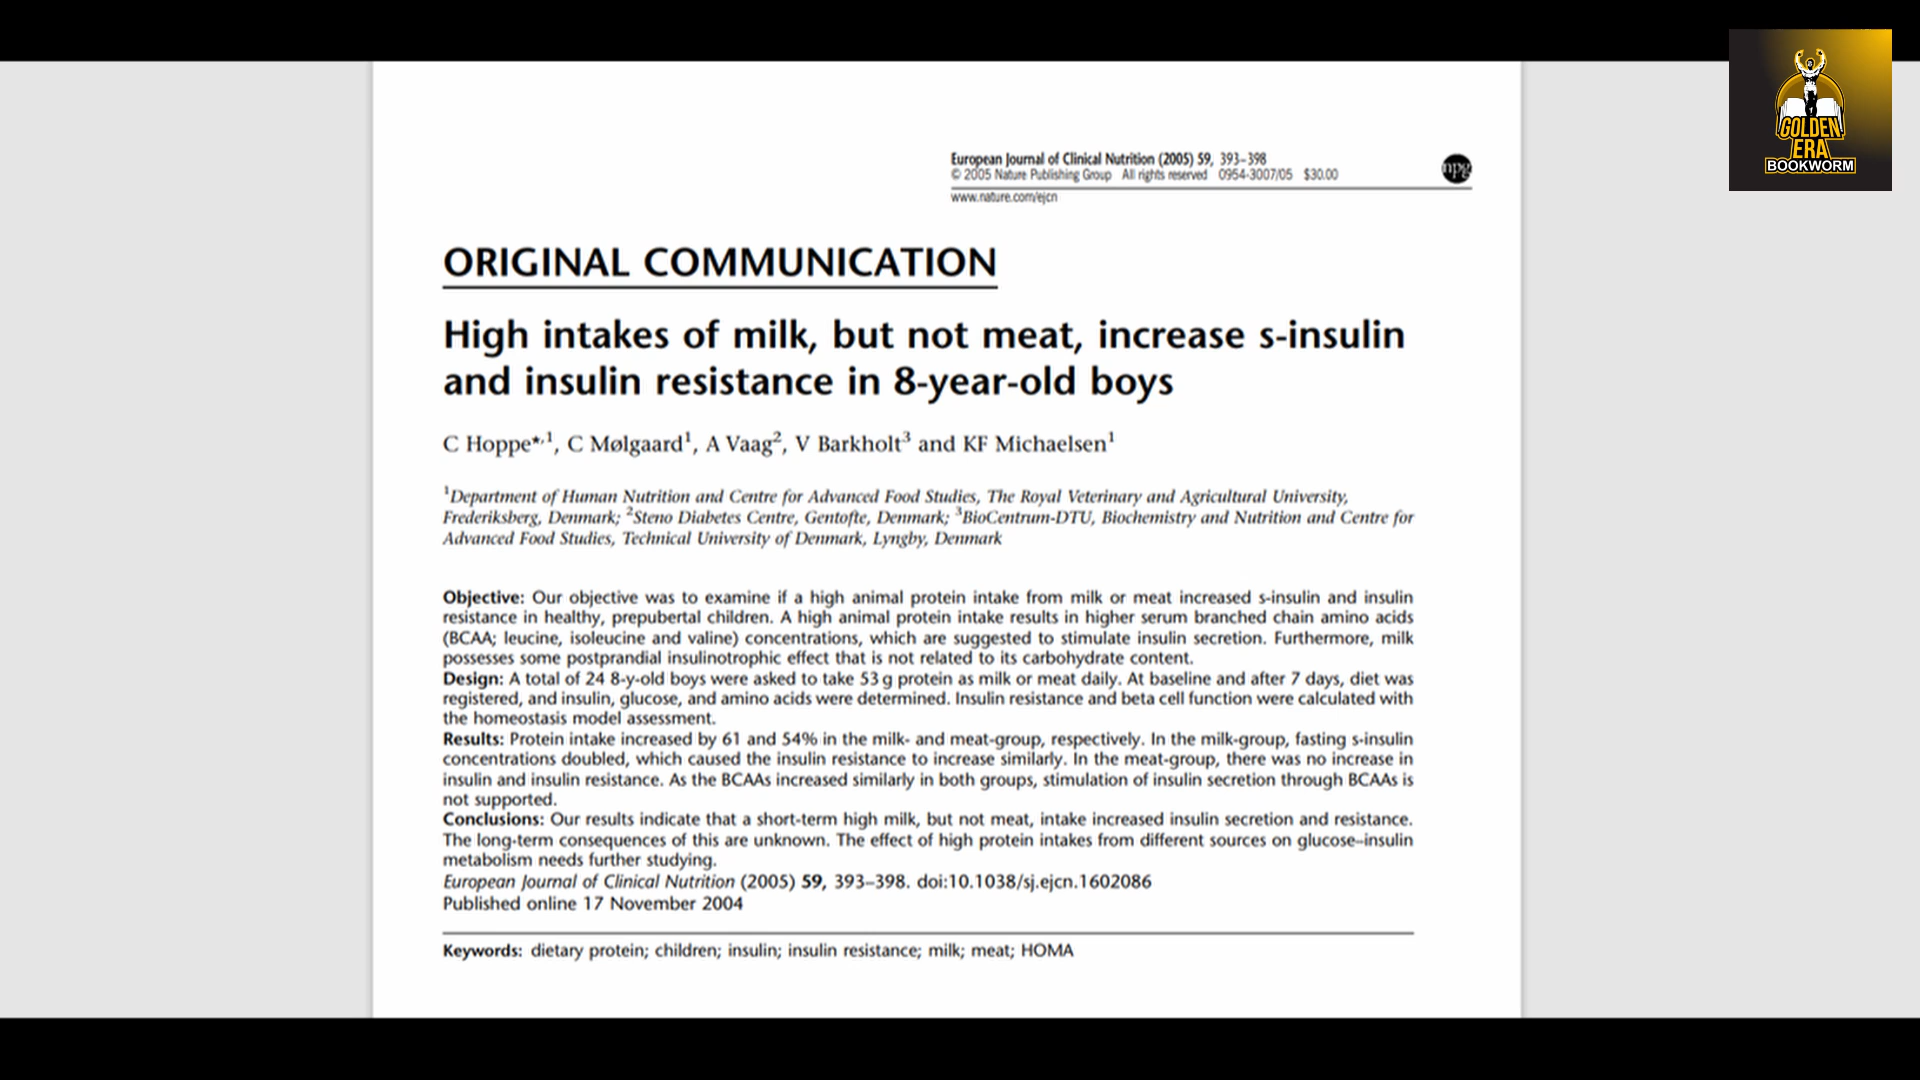 GOLDEN
ERA
BOOKWORM
European Journal of Clinical Nutrition (2005) 59, 393–398
© 2005 Nature Publishing Group All rights reserved 0954-3007/05 $30.00
npg
www.nature.com/ejcn
ORIGINAL COMMUNICATION
High intakes of milk, but not meat, increase s-insulin
and insulin resistance in 8-year-old boys
C Hoppe*,1, C Mølgaard1, A Vaag2, V Barkholt3 and KF Michaelsen1
1Department of Human Nutrition and Centre for Advanced Food Studies, The Royal Veterinary and Agricultural University,
Frederiksberg, Denmark; 2Steno Diabetes Centre, Gentofte, Denmark; 3BioCentrum-DTU, Biochemistry and Nutrition and Centre for
Advanced Food Studies, Technical University of Denmark, Lyngby, Denmark
Objective: Our objective was to examine if a high animal protein intake from milk or meat increased s-insulin and insulin
resistance in healthy, prepubertal children. A high animal protein intake results in higher serum branched chain amino acids
(BCAA; leucine, isoleucine and valine) concentrations, which are suggested to stimulate insulin secretion. Furthermore, milk
possesses some postprandial insulinotrophic effect that is not related to its carbohydrate content.
Design: A total of 24 8-y-old boys were asked to take 53 g protein as milk or meat daily. At baseline and after 7 days, diet was
registered, and insulin, glucose, and amino acids were determined. Insulin resistance and beta cell function were calculated with
the homeostasis model assessment.
Results: Protein intake increased by 61 and 54% in the milk- and meat-group, respectively. In the milk-group, fasting s-insulin
concentrations doubled, which caused the insulin resistance to increase similarly. In the meat-group, there was no increase in
insulin and insulin resistance. As the BCAAs increased similarly in both groups, stimulation of insulin secretion through BCAAs is
not supported.
Conclusions: Our results indicate that a short-term high milk, but not meat, intake increased insulin secretion and resistance.
The long-term consequences of this are unknown. The effect of high protein intakes from different sources on glucose–insulin
metabolism needs further studying.
European Journal of Clinical Nutrition (2005) 59, 393–398. doi:10.1038/sj.ejcn.1602086
Published online 17 November 2004
Keywords: dietary protein; children; insulin; insulin resistance; milk; meat; HOMA